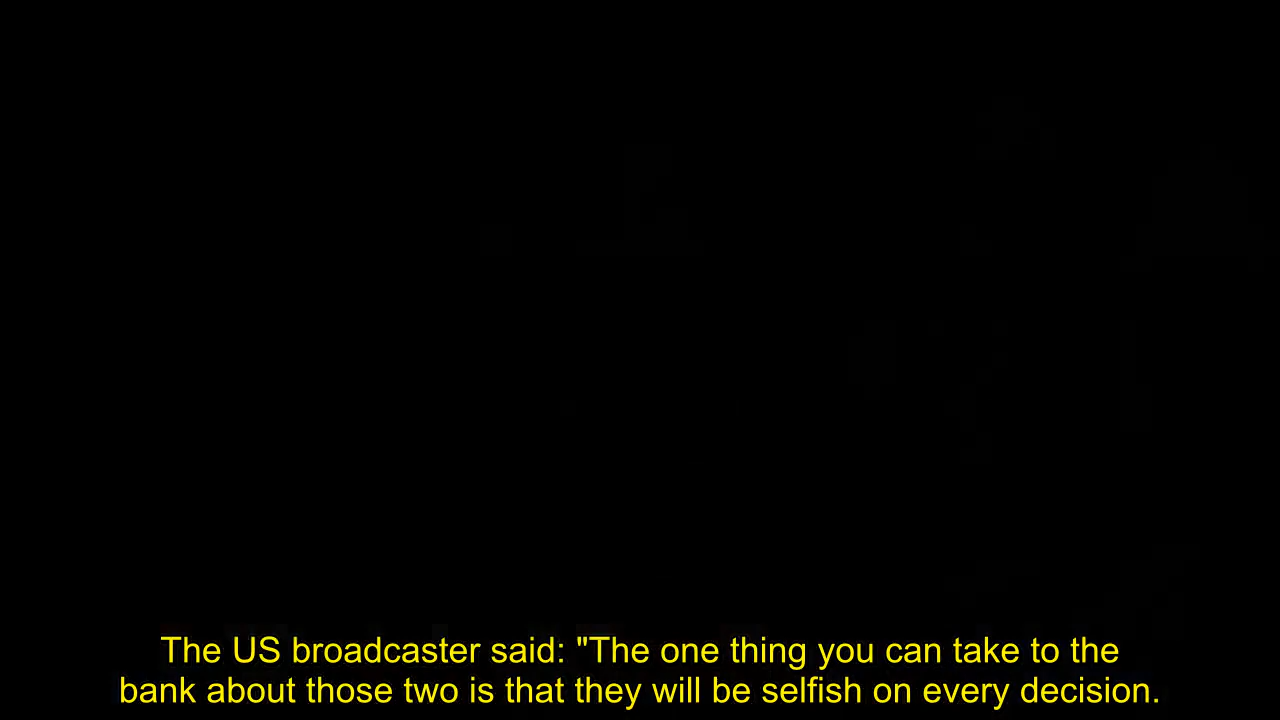 The US broadcaster said: "The one thing you can take to the
bank about those two is that they will be selfish on every decision.